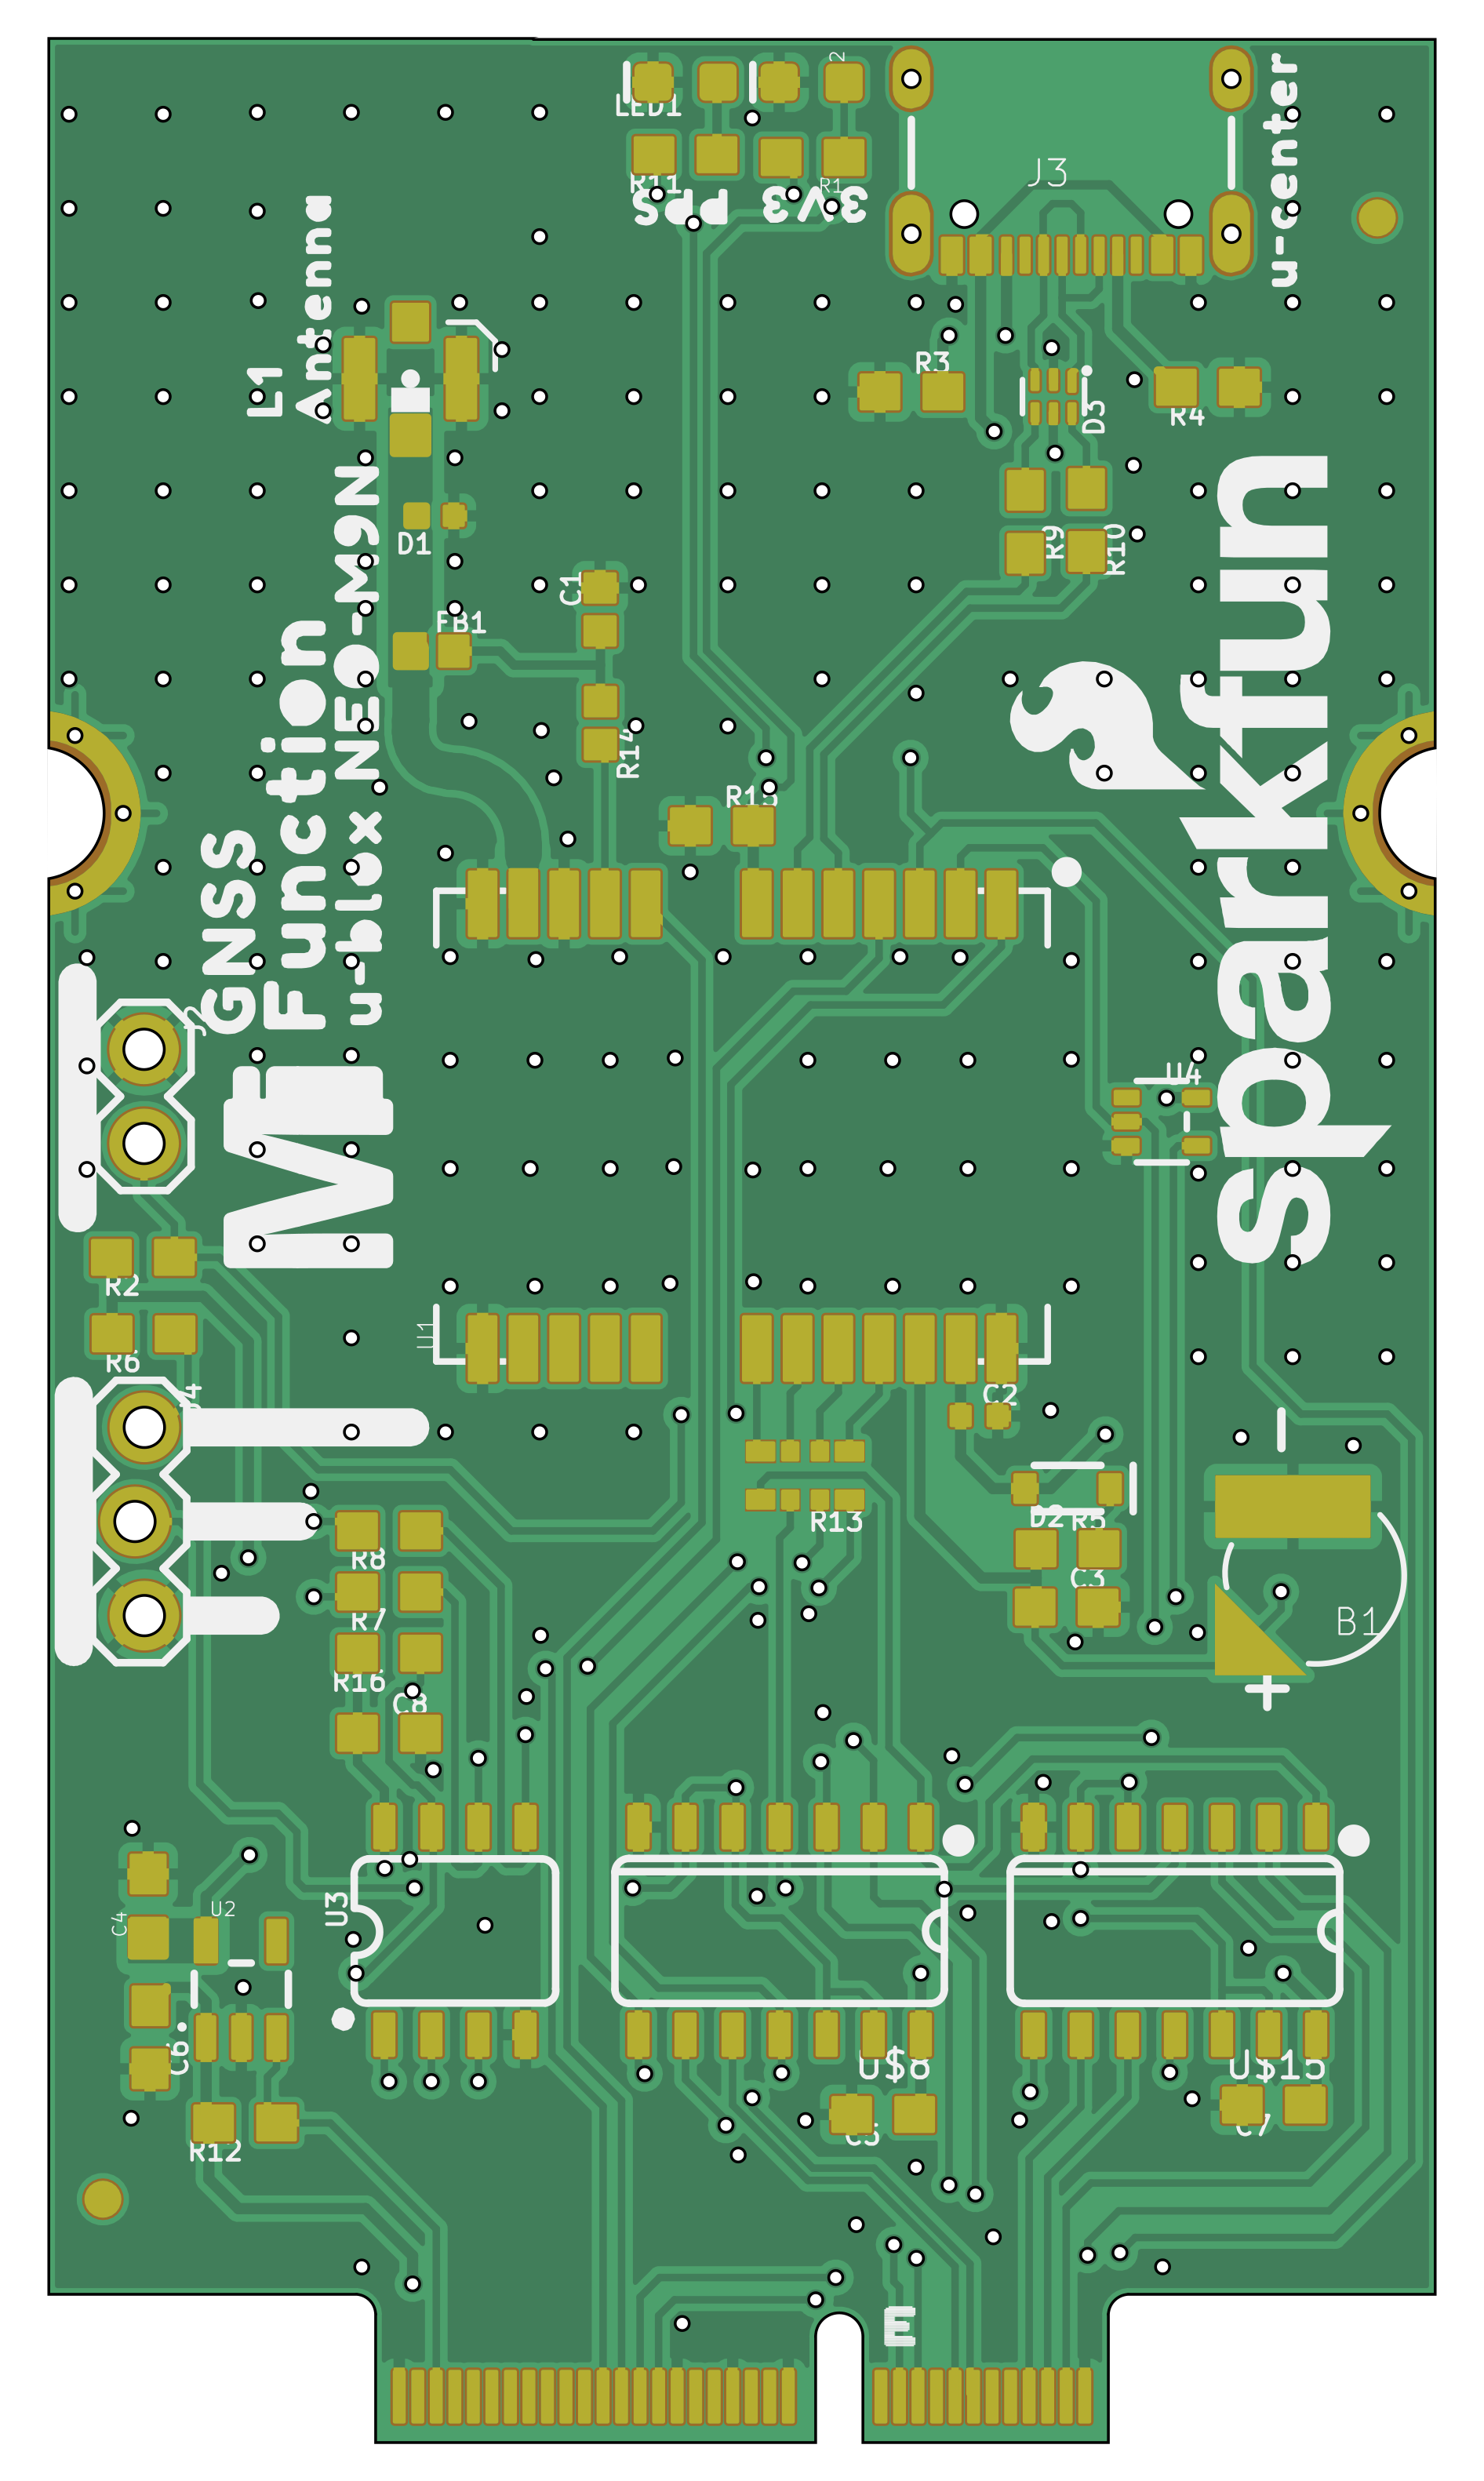 LED1
2
R11
R1
PPS
3V3
J3
u-center
L1
Antenna
R3
D3
R4
D1
R9
R10
C1
FB1
R14
R15
GNSS
Function
u-blox NEO-M9N
sparkfun
J2
MF
U4
R2
R6
U1
C2
R13
D2
R5
C3
-
B1
+
R8
R7
R16
C8
U3
C4
U2
C6
R12
U$8
C5
U$15
C7
E